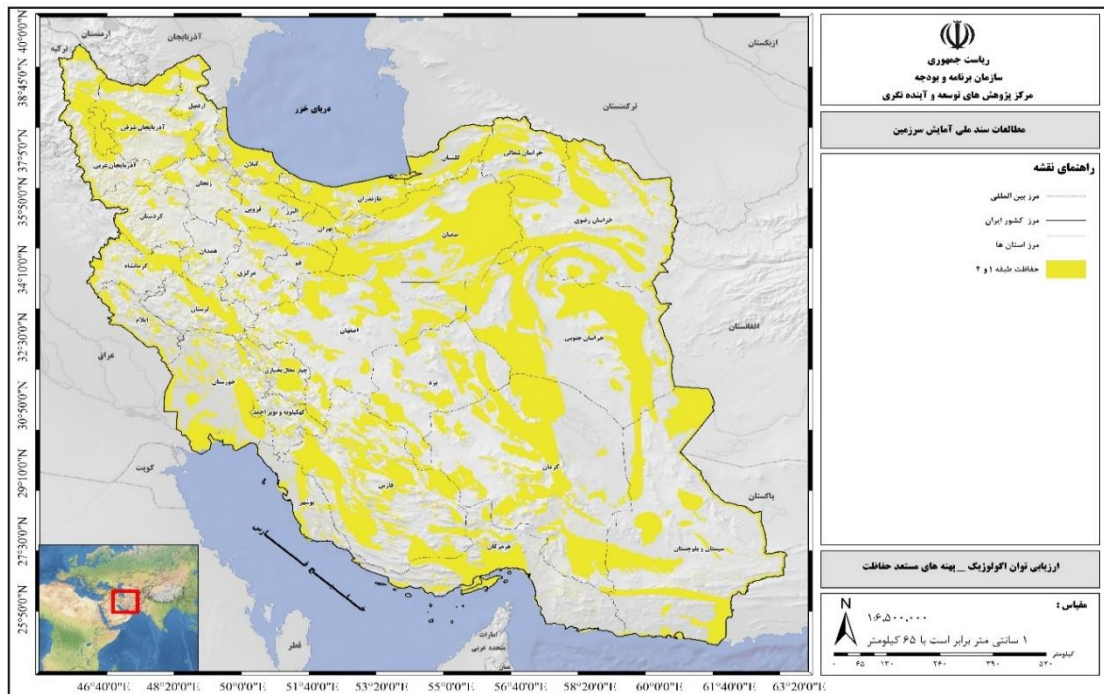 ریاست جمهوری
سازمان برنامه و بودجه
مرکز پژوهش های توسعه و آینده نگری
مطالعات سند ملی آمایش سرزمین
راهنمای نقشه
مرز بین المللی
مرز کشور ایران
مرز استان ها
حفاظت طبقه ۱ و ۲
ارزیابی توان اکولوژیک _ پهنه های مستعد حفاظت
مقیاس :
N
۱:۶.۵۰۰.۰۰۰
۱ سانتی متر برابر است با ۶۵ کیلومتر
کیلومتر
۰ ۶۵ ۱۳۰ ۲۶۰ ۳۹۰ ۵۲۰
ارمنستان
آذربایجان
ترکیه
ازبکستان
ترکمنستان
دریای خزر
اردبیل
آذربایجان شرقی
آذربایجان غربی
گیلان
زنجان
گلستان
خراسان شمالی
مازندران
قزوین
البرز
تهران
کردستان
سمنان
خراسان رضوی
همدان
قم
مرکزی
کرمانشاه
لرستان
ایلام
اصفهان
خراسان جنوبی
افغانستان
عراق
خوزستان
چهار محال بختیاری
یزد
کهگیلویه و بویر احمد
کویت
کرمان
فارس
بوشهر
پاکستان
هرمزگان
سیستان و بلوچستان
خلیج فارس
قطر
امارات
متحده عربی
عمان
40°0'0"N
38°45'0"N
37°5'0"N
35°50'0"N
34°10'0"N
32°30'0"N
30°50'0"N
29°10'0"N
27°30'0"N
25°50'0"N
46°40'0"E 48°20'0"E 50°0'0"E 51°40'0"E 53°20'0"E 55°0'0"E 56°40'0"E 58°20'0"E 60°0'0"E 61°40'0"E 63°20'0"E